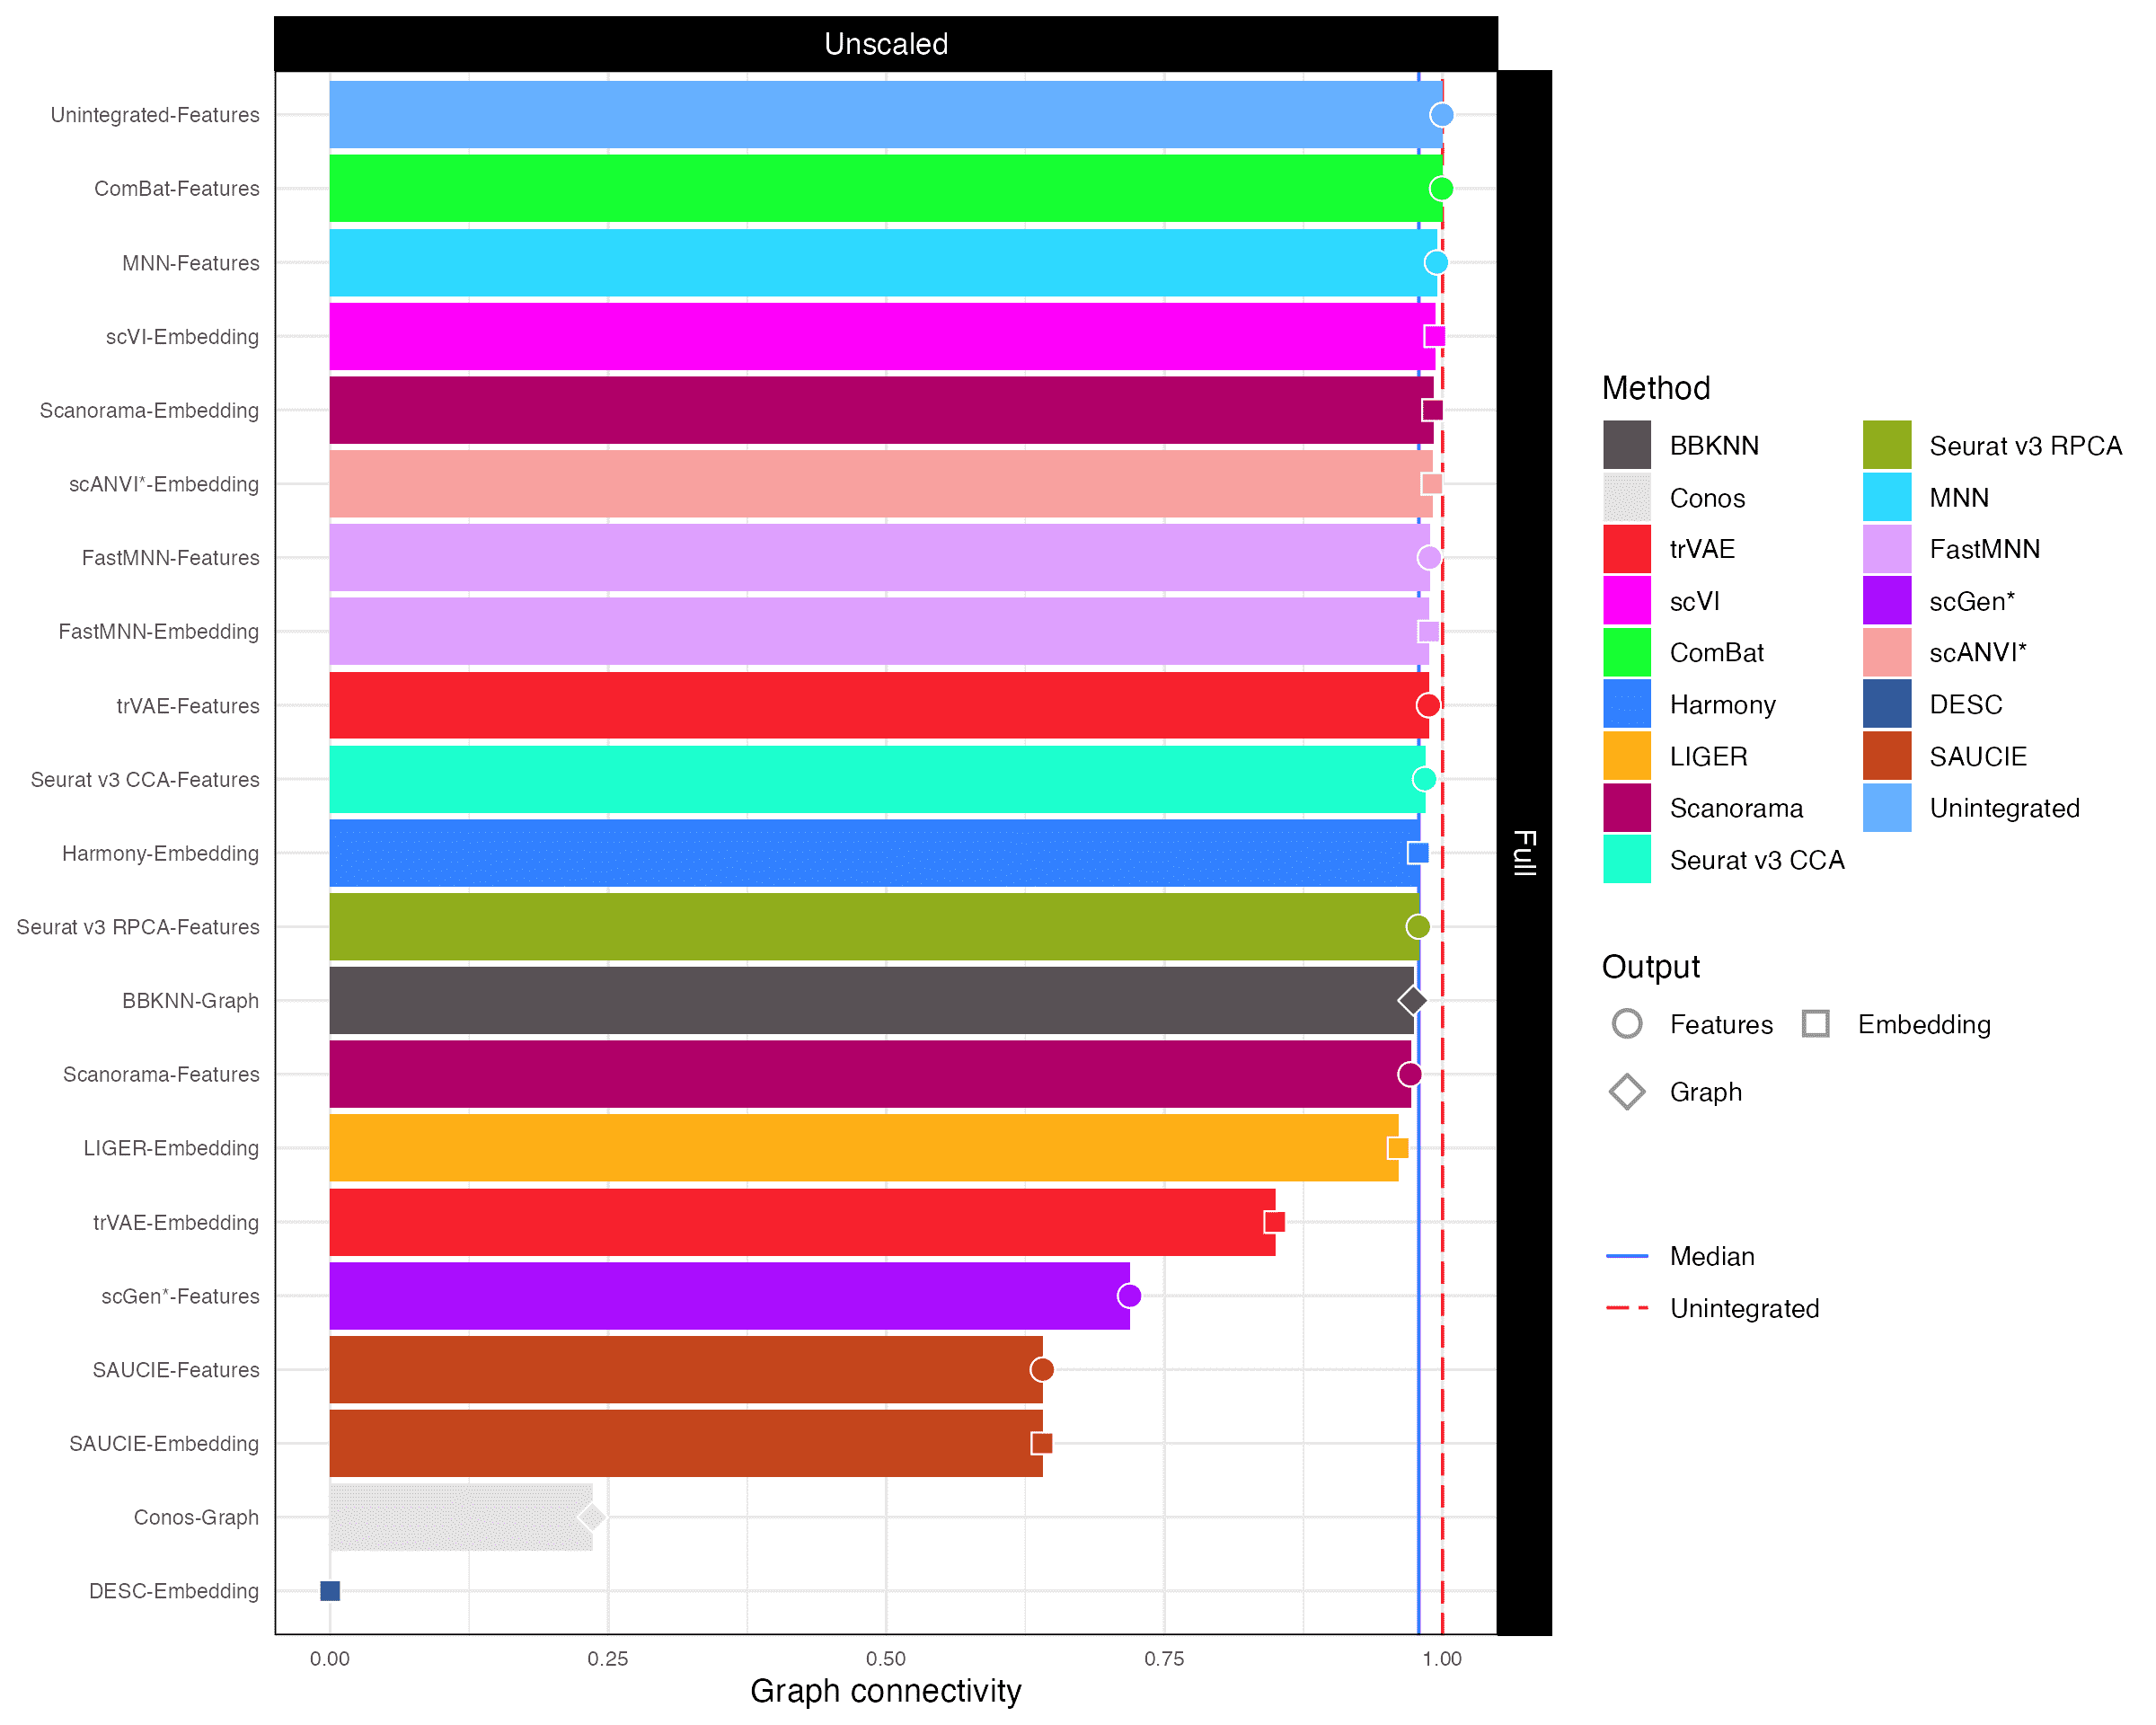 Unscaled
Unintegrated-Features
ComBat-Features
MNN-Features
scVI-Embedding
Scanorama-Embedding
scANVI*-Embedding
FastMNN-Features
FastMNN-Embedding
trVAE-Features
Seurat v3 CCA-Features
Harmony-Embedding
Seurat v3 RPCA-Features
BBKNN-Graph
Scanorama-Features
LIGER-Embedding
trVAE-Embedding
scGen*-Features
SAUCIE-Features
SAUCIE-Embedding
Conos-Graph
DESC-Embedding
0.00 0.25 0.50 0.75 1.00
Graph connectivity
Full
Method
BBKNN
Conos
trVAE
scVI
ComBat
Harmony
LIGER
Scanorama
Seurat v3 CCA
Seurat v3 RPCA
MNN
FastMNN
scGen*
scANVI*
DESC
SAUCIE
Unintegrated
Output
Features Embedding
Graph
Median
Unintegrated